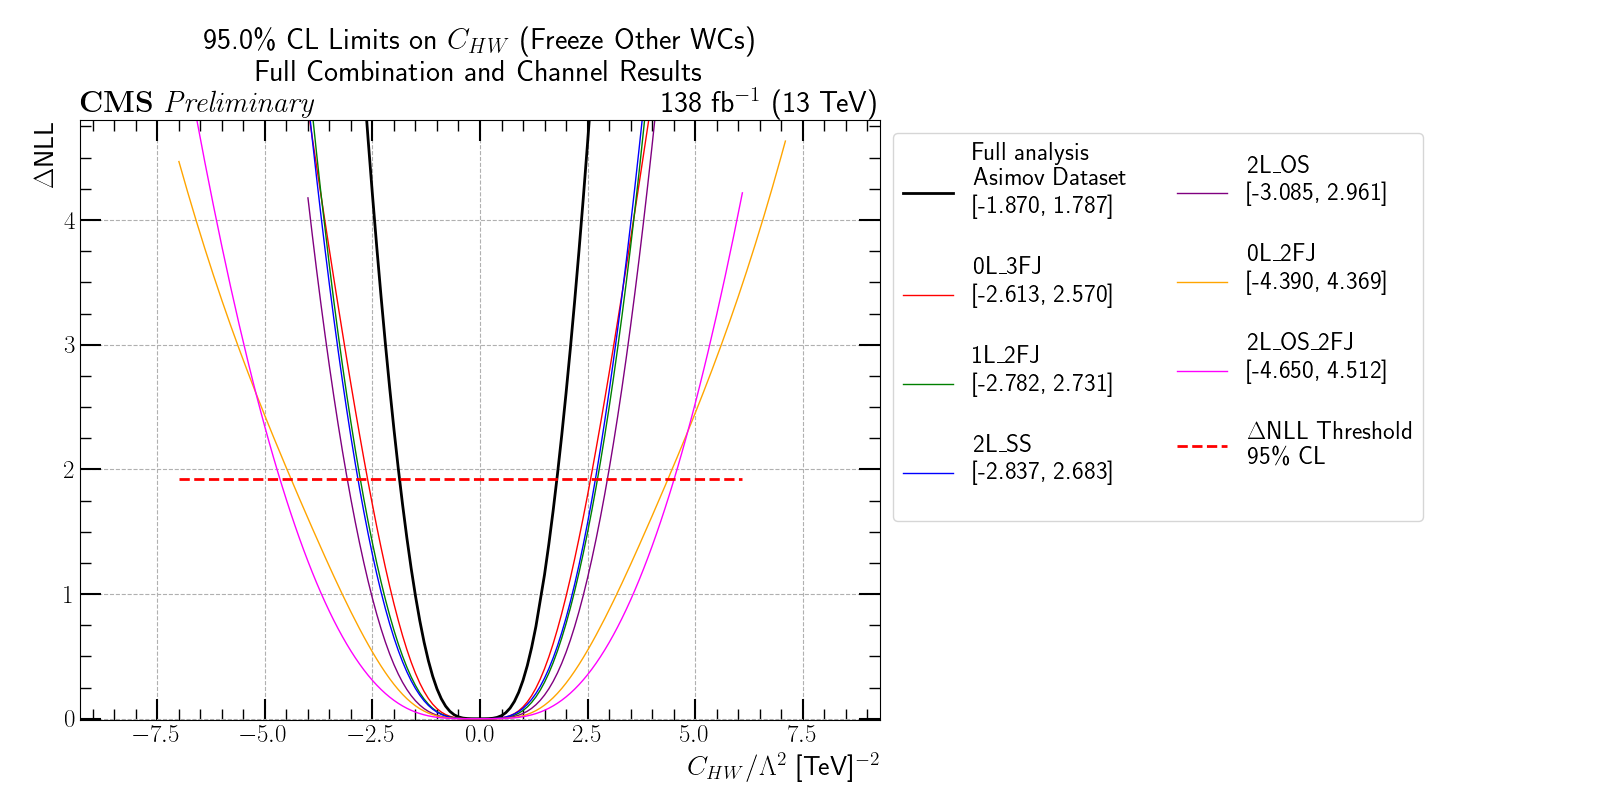 95.0% CL Limits on C_{HW} (Freeze Other WCs)
Full Combination and Channel Results
CMS Preliminary
138 fb^{-1} (13 TeV)
ΔNLL
4
3
2
1
0
−7.5
−5.0
−2.5
0.0
2.5
5.0
7.5
C_{HW}/Λ^2 [TeV]^{-2}
Full analysis
Asimov Dataset
[-1.870, 1.787]
0L_3FJ
[-2.613, 2.570]
1L_2FJ
[-2.782, 2.731]
2L_SS
[-2.837, 2.683]
2L_OS
[-3.085, 2.961]
0L_2FJ
[-4.390, 4.369]
2L_OS_2FJ
[-4.650, 4.512]
ΔNLL Threshold
95% CL